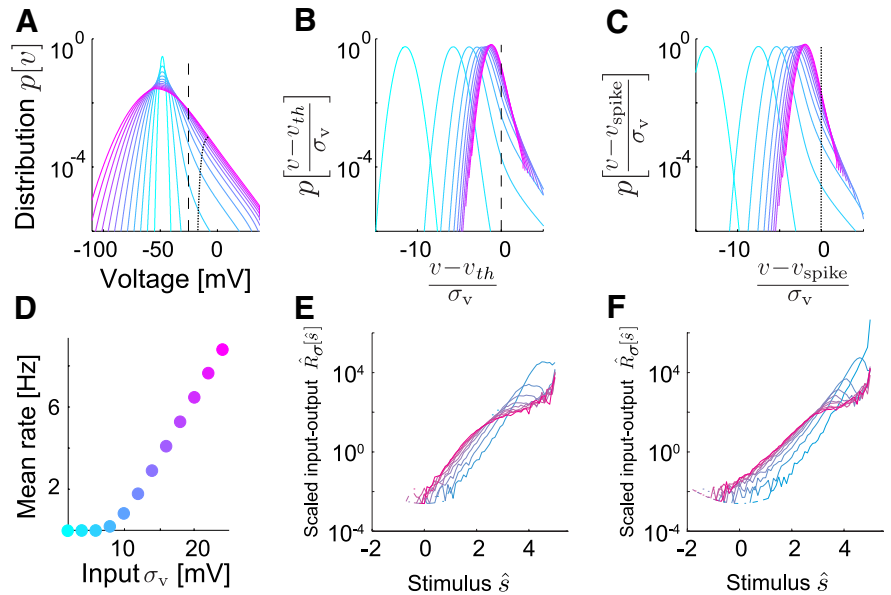 A
Distribution p[v]
10^0
10^-4
-100 -50 0
Voltage [mV]
B
p[(v−v_th)/σ_v]
10^0
10^-4
-10 0
(v−v_th)/σ_v
C
p[(v−v_spike)/σ_v]
10^0
10^-4
-10 0
(v−v_spike)/σ_v
D
Mean rate [Hz]
6
2
10 20
Input σ_v [mV]
E
Scaled input-output R̂_σ[ŝ]
10^4
10^0
10^-4
-2 0 2 4
Stimulus ŝ
F
Scaled input-output R̂_σ[ŝ]
10^4
10^0
10^-4
-2 0 2 4
Stimulus ŝ